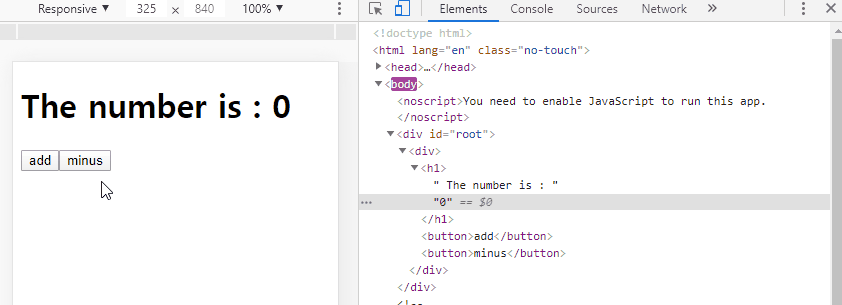 Responsive ▼ 325 × 840 100% ▼
Elements Console Sources Network »
The number is : 0
add minus
<!doctype html>
<html lang="en" class="no-touch">
▶<head>…</head>
▼<body>
<noscript>You need to enable JavaScript to run this app.
</noscript>
▼<div id="root">
▼<div>
▼<h1>
" The number is : "
"0" == $0
</h1>
<button>add</button>
<button>minus</button>
</div>
</div>